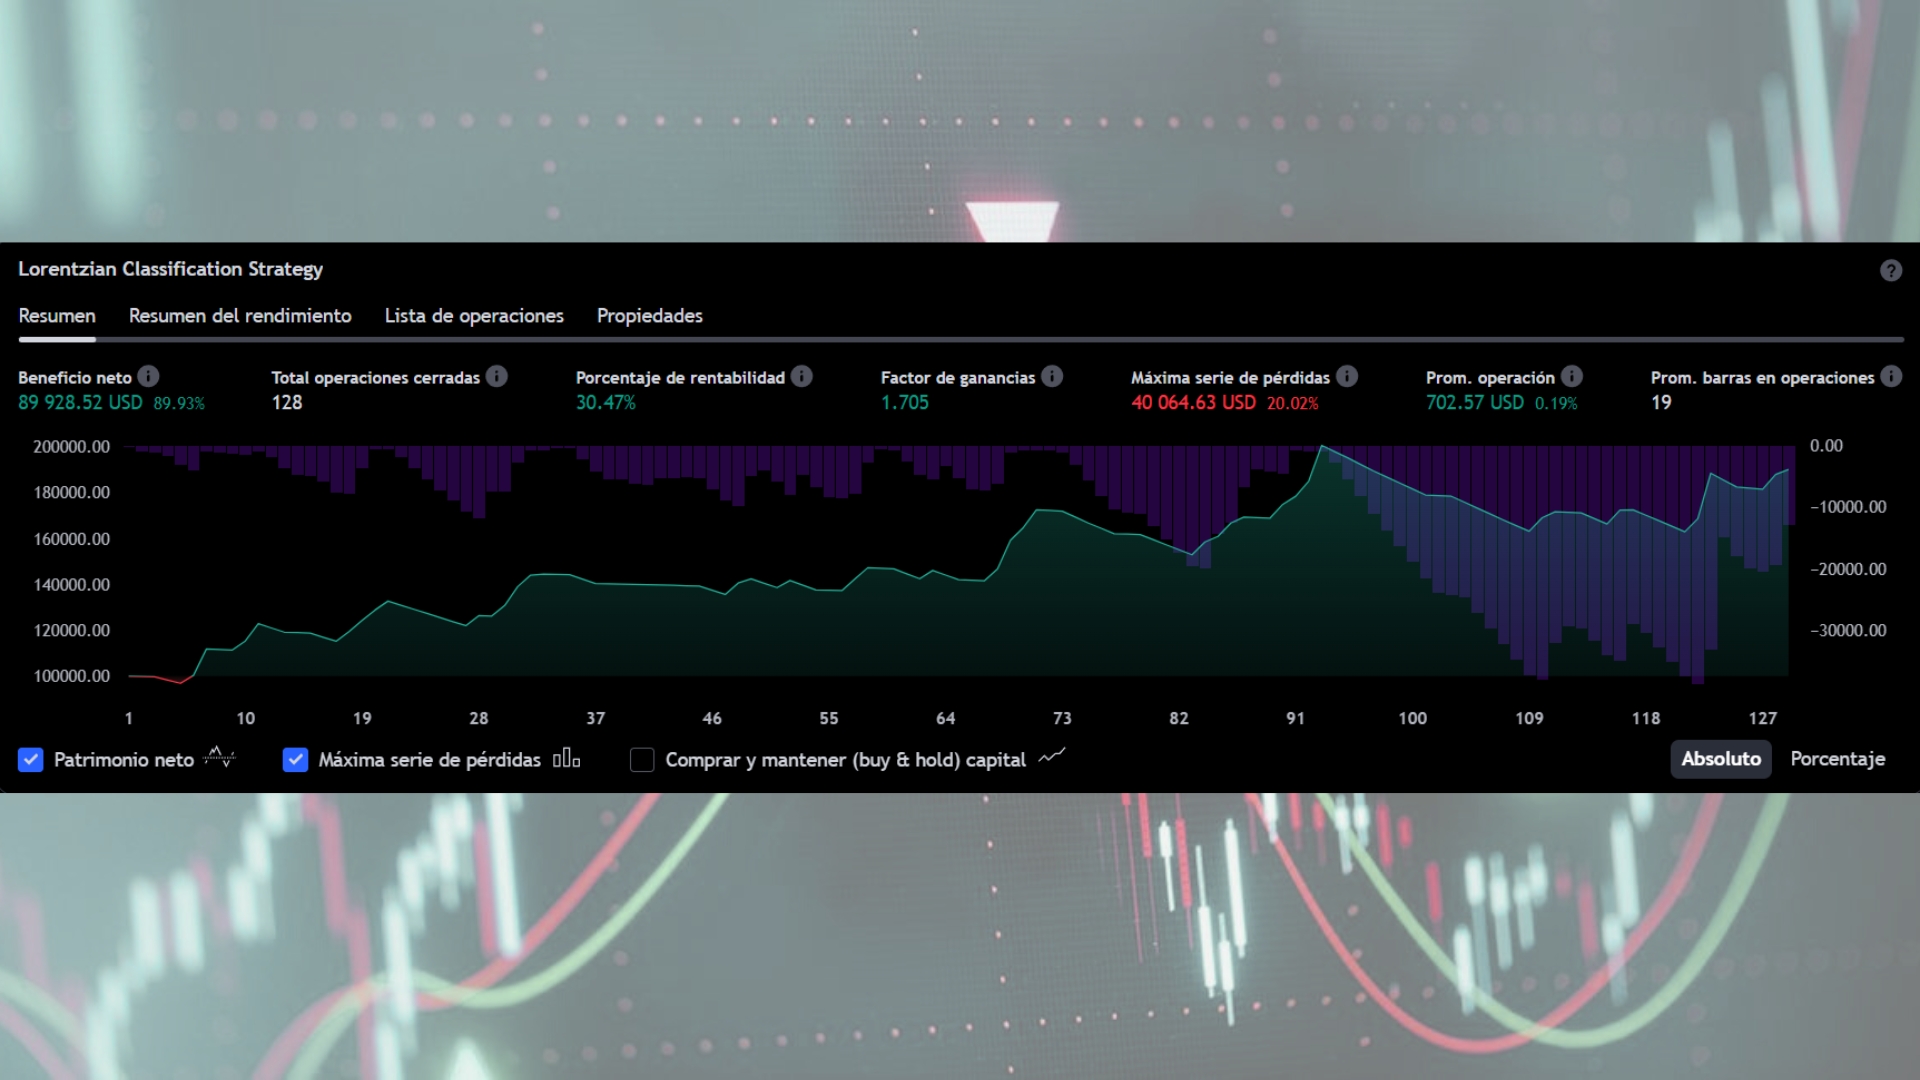 Lorentzian Classification Strategy
Resumen Resumen del rendimiento Lista de operaciones Propiedades
Beneficio neto Total operaciones cerradas Porcentaje de rentabilidad Factor de ganancias Máxima serie de pérdidas Prom. operación Prom. barras en operaciones
89 928.52 USD 89.93% 128 30.47% 1.705 40 064.63 USD 20.02% 702.57 USD 0.19% 19
200000.00 0.00
180000.00 −10000.00
160000.00 −20000.00
140000.00 −30000.00
120000.00
100000.00
1 10 19 28 37 46 55 64 73 82 91 100 109 118 127
Patrimonio neto Máxima serie de pérdidas Comprar y mantener (buy & hold) capital Absoluto Porcentaje